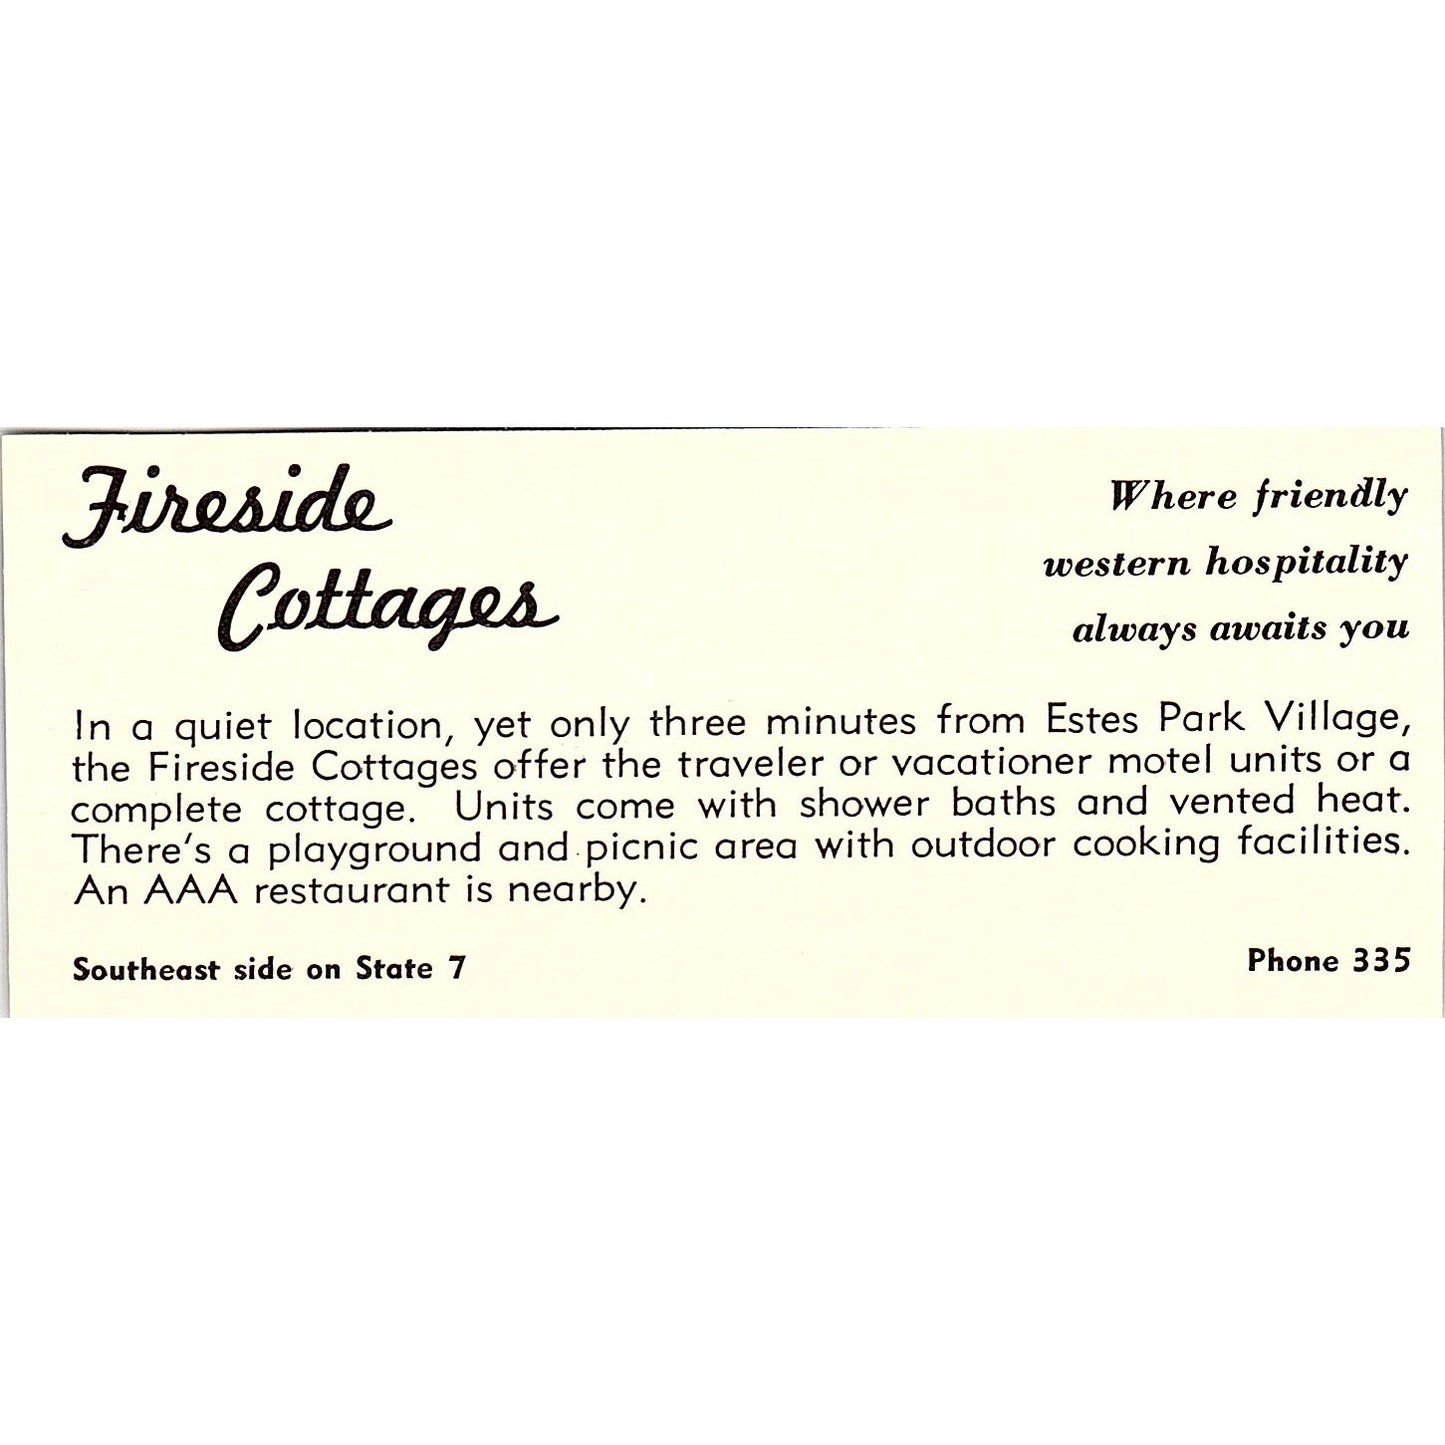 Fireside
Cottages
Where friendly
western hospitality
always awaits you
In a quiet location, yet only three minutes from Estes Park Village,
the Fireside Cottages offer the traveler or vacationer motel units or a
complete cottage. Units come with shower baths and vented heat.
There's a playground and picnic area with outdoor cooking facilities.
An AAA restaurant is nearby.
Southeast side on State 7
Phone 335